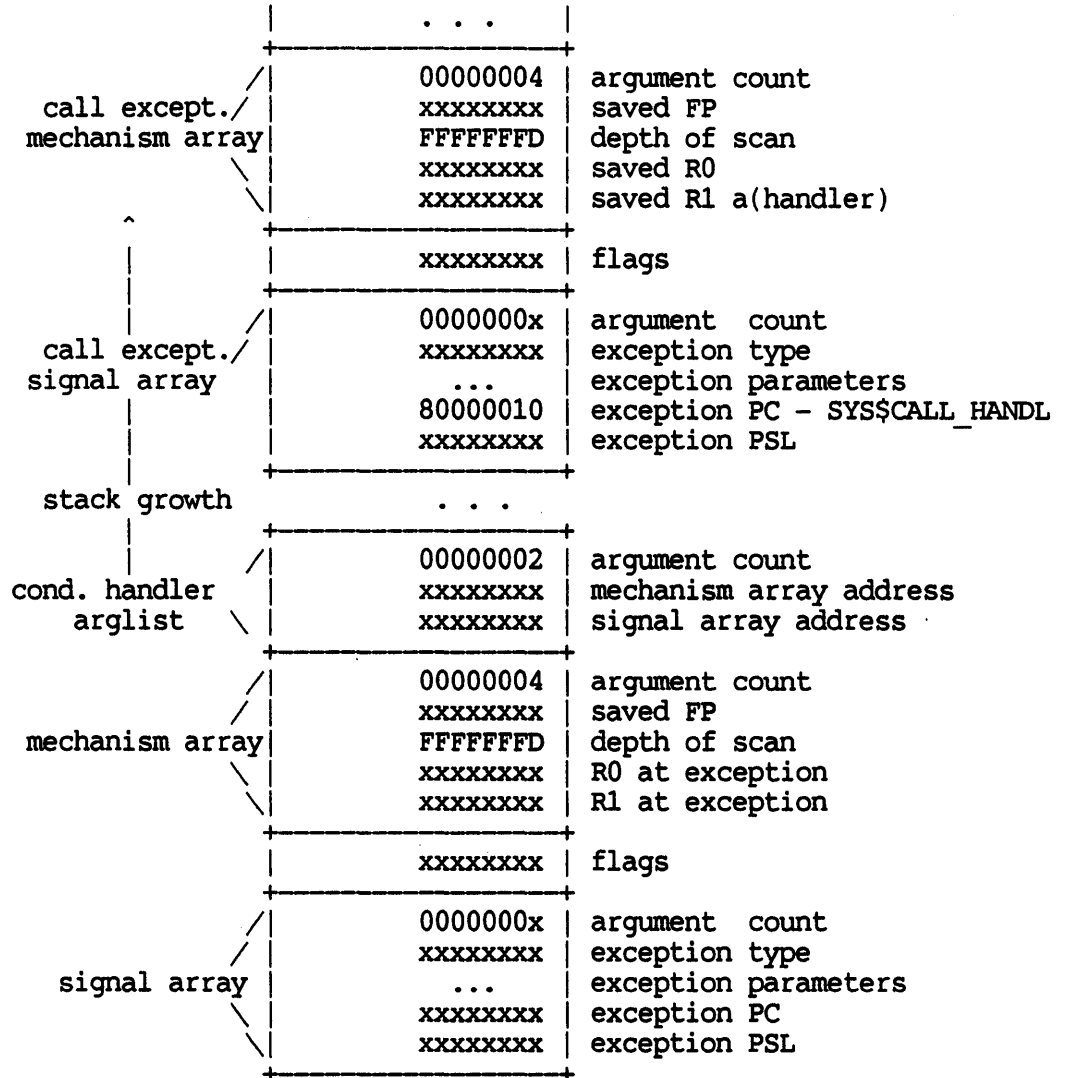 . . .
00000004 argument count
call except. xxxxxxxx saved FP
mechanism array FFFFFFFD depth of scan
xxxxxxxx saved R0
xxxxxxxx saved R1 a(handler)
xxxxxxxx flags
0000000x argument count
call except. xxxxxxxx exception type
signal array ... exception parameters
80000010 exception PC - SYS$CALL_HANDL
xxxxxxxx exception PSL
stack growth . . .
00000002 argument count
cond. handler xxxxxxxx mechanism array address
arglist xxxxxxxx signal array address
00000004 argument count
xxxxxxxx saved FP
mechanism array FFFFFFFD depth of scan
xxxxxxxx R0 at exception
xxxxxxxx R1 at exception
xxxxxxxx flags
0000000x argument count
xxxxxxxx exception type
signal array ... exception parameters
xxxxxxxx exception PC
xxxxxxxx exception PSL